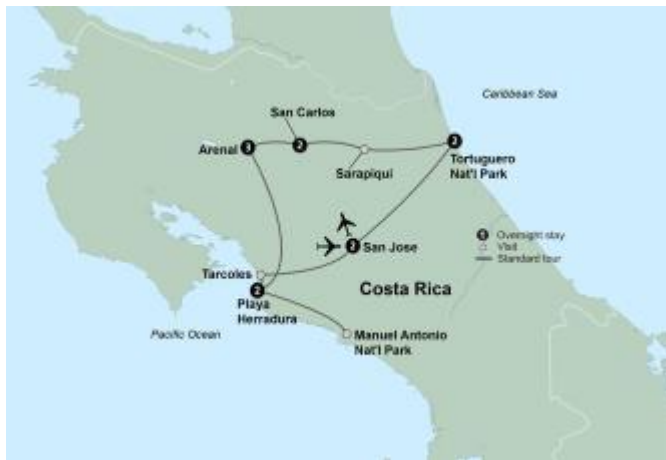 Caribbean Sea
San Carlos
2
Arenal
3
2
Sarapiqui
Tortuguero
Nat'l Park
Overnight stay
Visit
Standard tour
2
San Jose
Tarcoles
2
Playa
Herradura
Costa Rica
Pacific Ocean
Manuel Antonio
Nat'l Park